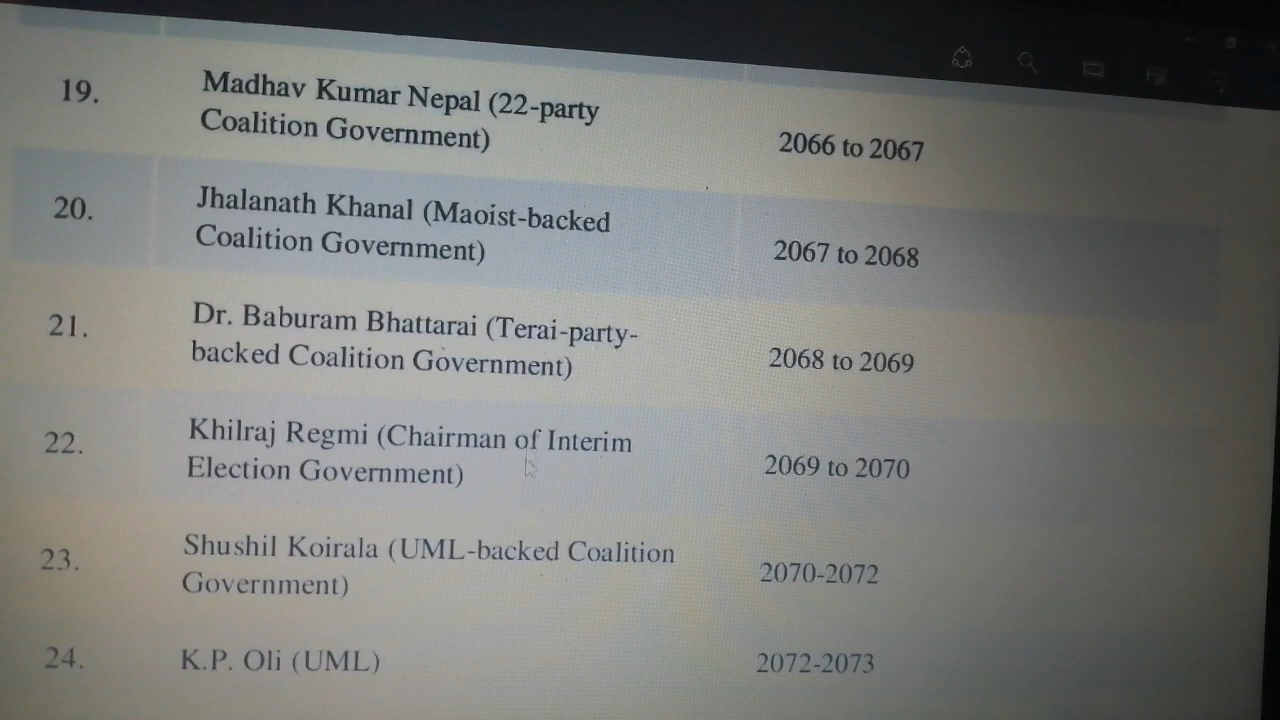 19.
Madhav Kumar Nepal (22-party
Coalition Government)
2066 to 2067
20.
Jhalanath Khanal (Maoist-backed
Coalition Government)
2067 to 2068
21.
Dr. Baburam Bhattarai (Terai-party-
backed Coalition Government)
2068 to 2069
22.
Khilraj Regmi (Chairman of Interim
Election Government)
2069 to 2070
23.
Shushil Koirala (UML-backed Coalition
Government)
2070-2072
24.
K.P. Oli (UML)
2072-2073